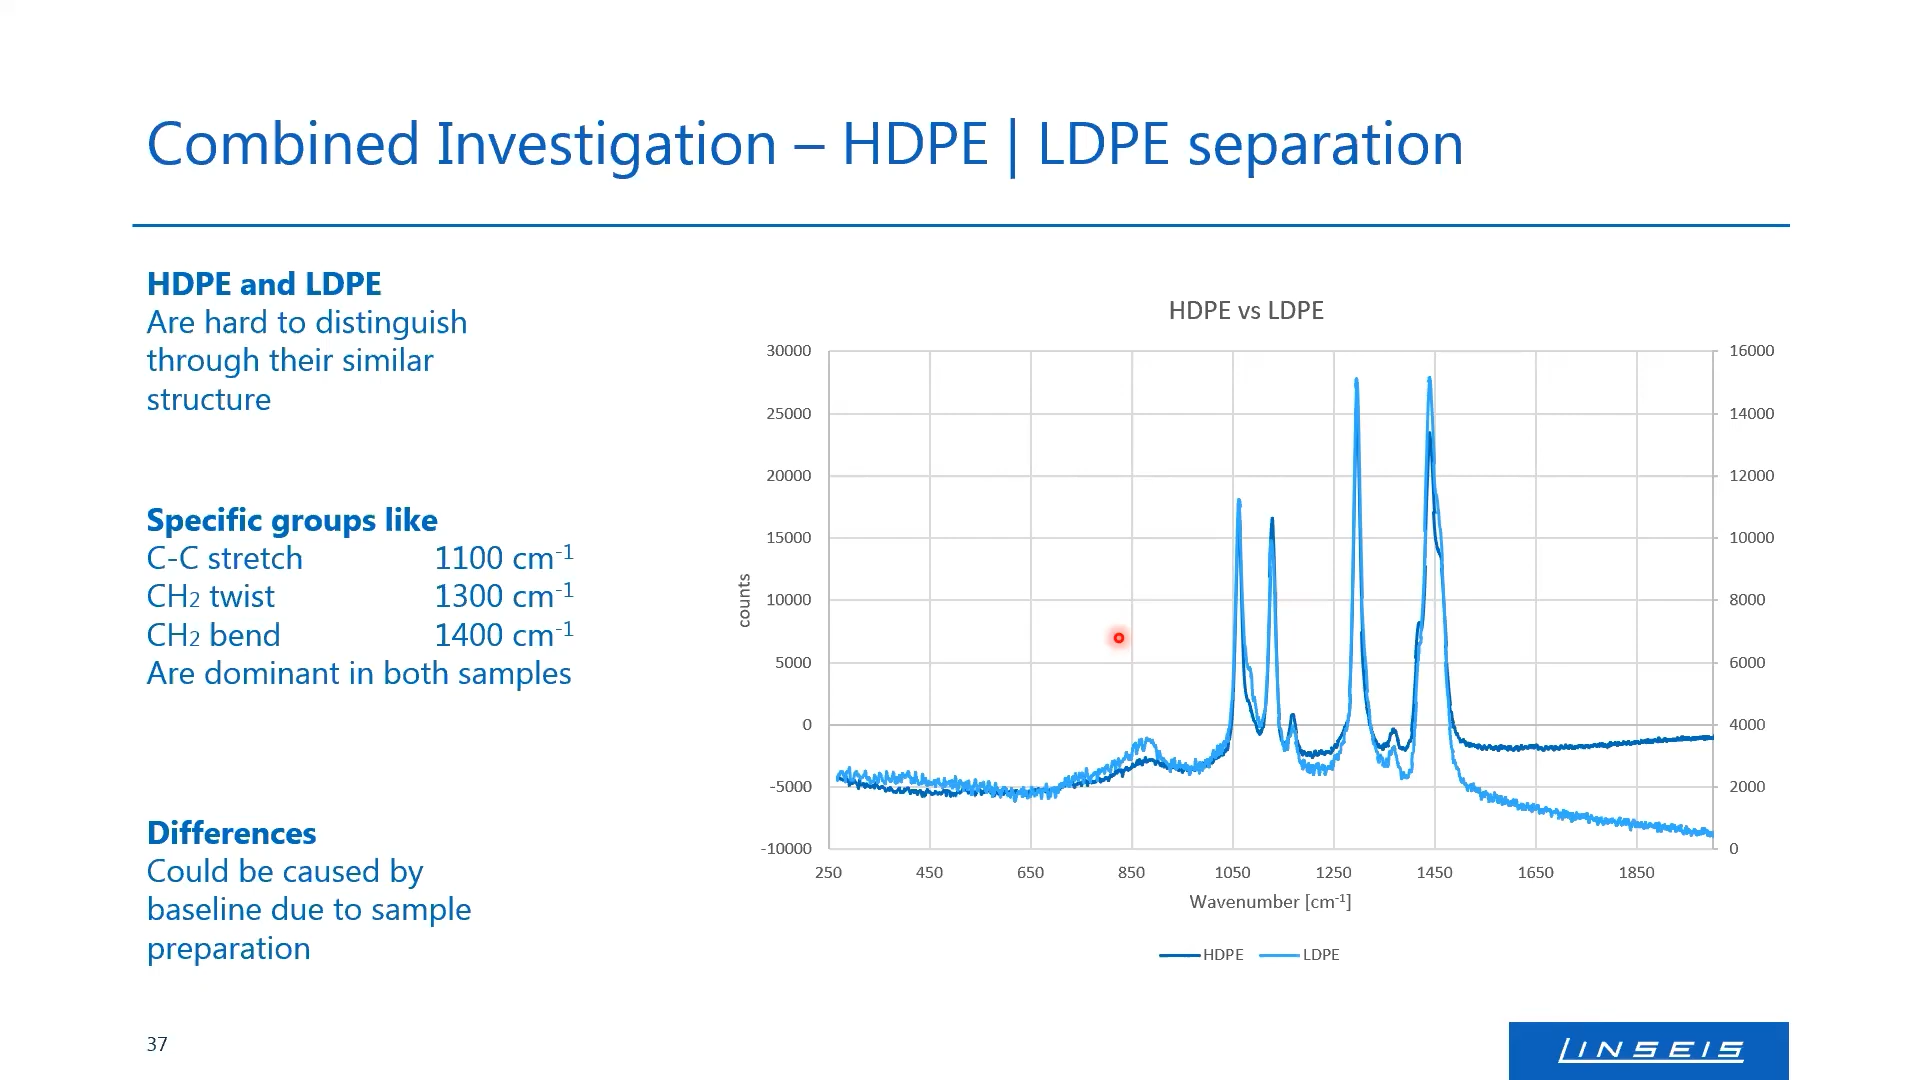 Combined Investigation – HDPE | LDPE separation
HDPE and LDPE
Are hard to distinguish
through their similar
structure
Specific groups like
C-C stretch 1100 cm⁻¹
CH₂ twist 1300 cm⁻¹
CH₂ bend 1400 cm⁻¹
Are dominant in both samples
Differences
Could be caused by
baseline due to sample
preparation
HDPE vs LDPE
30000 16000
25000 14000
20000 12000
15000 10000
counts
10000 8000
5000 6000
0 4000
-5000 2000
-10000 0
250 450 650 850 1050 1250 1450 1650 1850
Wavenumber [cm⁻¹]
HDPE LDPE
37
LINSEIS